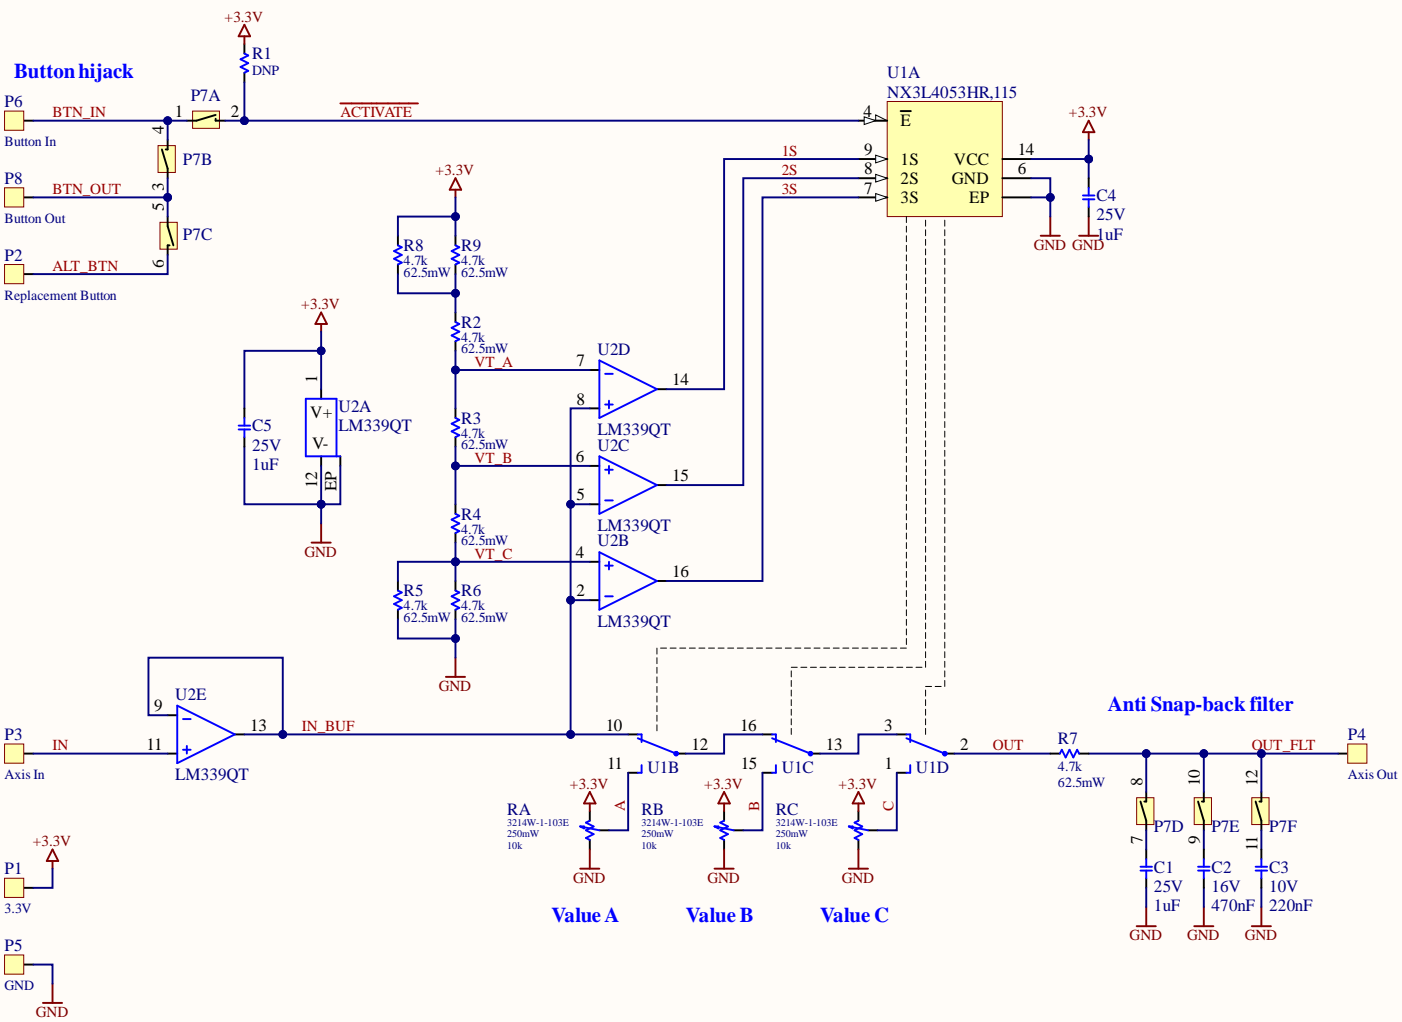 +3.3V
R1
DNP
Button hijack
P6
BTN_IN
Button In
1
P7A
2
ACTIVATE
4
P7B
3
P8
BTN_OUT
Button Out
5
P7C
6
P2
ALT_BTN
Replacement Button
U1A
NX3L4053HR,115
4
E
1S
9
1S
2S
8
2S
3S
7
3S
VCC
14
GND
6
EP
+3.3V
C4
25V
1uF
GND
GND
+3.3V
R8
4.7k
62.5mW
R9
4.7k
62.5mW
R2
4.7k
62.5mW
VT_A
R3
4.7k
62.5mW
VT_B
R4
4.7k
62.5mW
VT_C
R5
4.7k
62.5mW
R6
4.7k
62.5mW
GND
+3.3V
1
V+
V-
U2A
LM339QT
12
EP
C5
25V
1uF
GND
U2D
7
8
14
LM339QT
U2C
6
5
15
LM339QT
U2B
4
2
16
LM339QT
P3
IN
Axis In
U2E
9
11
13
LM339QT
IN_BUF
10
11
12
U1B
16
15
13
U1C
3
1
2
U1D
OUT
+3.3V
RA
3214W-1-103E
250mW
10k
A
GND
Value A
+3.3V
RB
3214W-1-103E
250mW
10k
B
GND
Value B
+3.3V
RC
3214W-1-103E
250mW
10k
C
GND
Value C
Anti Snap-back filter
R7
4.7k
62.5mW
OUT_FLT
P4
Axis Out
8
P7D
7
C1
25V
1uF
GND
10
P7E
9
C2
16V
470nF
GND
12
P7F
11
C3
10V
220nF
GND
+3.3V
P1
3.3V
P5
GND
GND